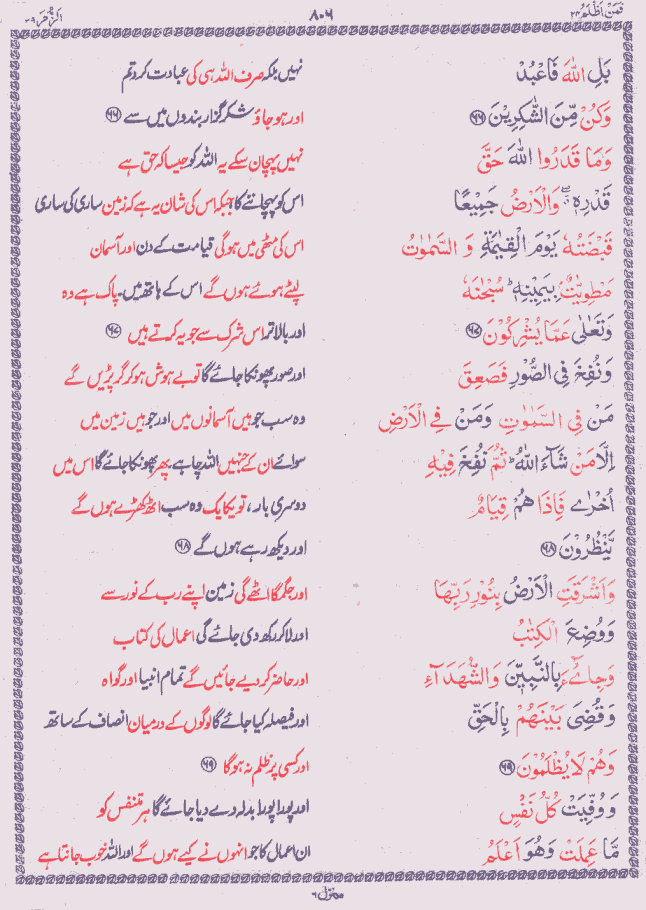 فَمَنْ اَظْلَمُ ۲۴
۸۰۶
الزُّمَر ۳۹
بَلِ اللّٰهَ فَاعْبُدْ
نہیں بلکہ صرف اللہ ہی کی عبادت کرو تم
وَكُنْ مِّنَ الشّٰكِرِيْنَ ۶۶
اور ہو جاؤ شکر گزار بندوں میں سے ۶۶
وَمَا قَدَرُوا اللّٰهَ حَقَّ
نہیں پہچان سکے یہ اللہ کو جیسا کہ حق ہے
قَدْرِهٖ ۖ وَالْاَرْضُ جَمِيْعًا
اس کو پہچاننے کا جبکہ اس کی شان یہ ہے کہ زمین ساری کی ساری
قَبْضَتُهٗ يَوْمَ الْقِيٰمَةِ وَ السَّمٰوٰتُ
اس کی مٹھی میں ہوگی قیامت کے دن اور آسمان
مَطْوِيّٰتٌۢ بِيَمِيْنِهٖ ؕ سُبْحٰنَهٗ
لپٹے ہوئے ہوں گے اس کے ہاتھ میں۔ پاک ہے وہ
وَتَعٰلٰى عَمَّا يُشْرِكُوْنَ ۶۷
اور بالاتر اس شرک سے جو یہ کرتے ہیں ۶۷
وَنُفِخَ فِي الصُّوْرِ فَصَعِقَ
اور صور پھونکا جائے گا تو بے ہوش ہو کر گر پڑیں گے
مَنْ فِي السَّمٰوٰتِ وَمَنْ فِي الْاَرْضِ
وہ سب جو ہیں آسمانوں میں اور جو ہیں زمین میں
اِلَّا مَنْ شَآءَ اللّٰهُ ؕ ثُمَّ نُفِخَ فِيْهِ
سوائے ان کے جنہیں اللہ چاہے پھر پھونکا جائے گا اس میں
اُخْرٰى فَاِذَا هُمْ قِيَامٌ
دوسری بار، تو یکایک وہ سب اٹھ کھڑے ہوں گے
يَّنْظُرُوْنَ ۶۸
اور دیکھ رہے ہوں گے ۶۸
وَاَشْرَقَتِ الْاَرْضُ بِنُوْرِ رَبِّهَا
اور جگمگا اٹھے گی زمین اپنے رب کے نور سے
وَوُضِعَ الْكِتٰبُ
اور لا کر رکھ دی جائے گی اعمال کی کتاب
وَجِايْٓءَ بِالنَّبِيّٖنَ وَالشُّهَدَآءِ
اور حاضر کر دیے جائیں گے تمام انبیا اور گواہ
وَقُضِيَ بَيْنَهُمْ بِالْحَقِّ
اور فیصلہ کیا جائے گا لوگوں کے درمیان انصاف کے ساتھ
وَهُمْ لَا يُظْلَمُوْنَ ۶۹
اور کسی پر ظلم نہ ہوگا ۶۹
وَوُفِّيَتْ كُلُّ نَفْسٍ
اور پورا پورا بدلہ دے دیا جائے گا ہر متنفس کو
مَّا عَمِلَتْ وَهُوَ اَعْلَمُ
ان اعمال کا جو انہوں نے کیے ہوں گے اور اللہ خوب جانتا ہے
منزل ۶